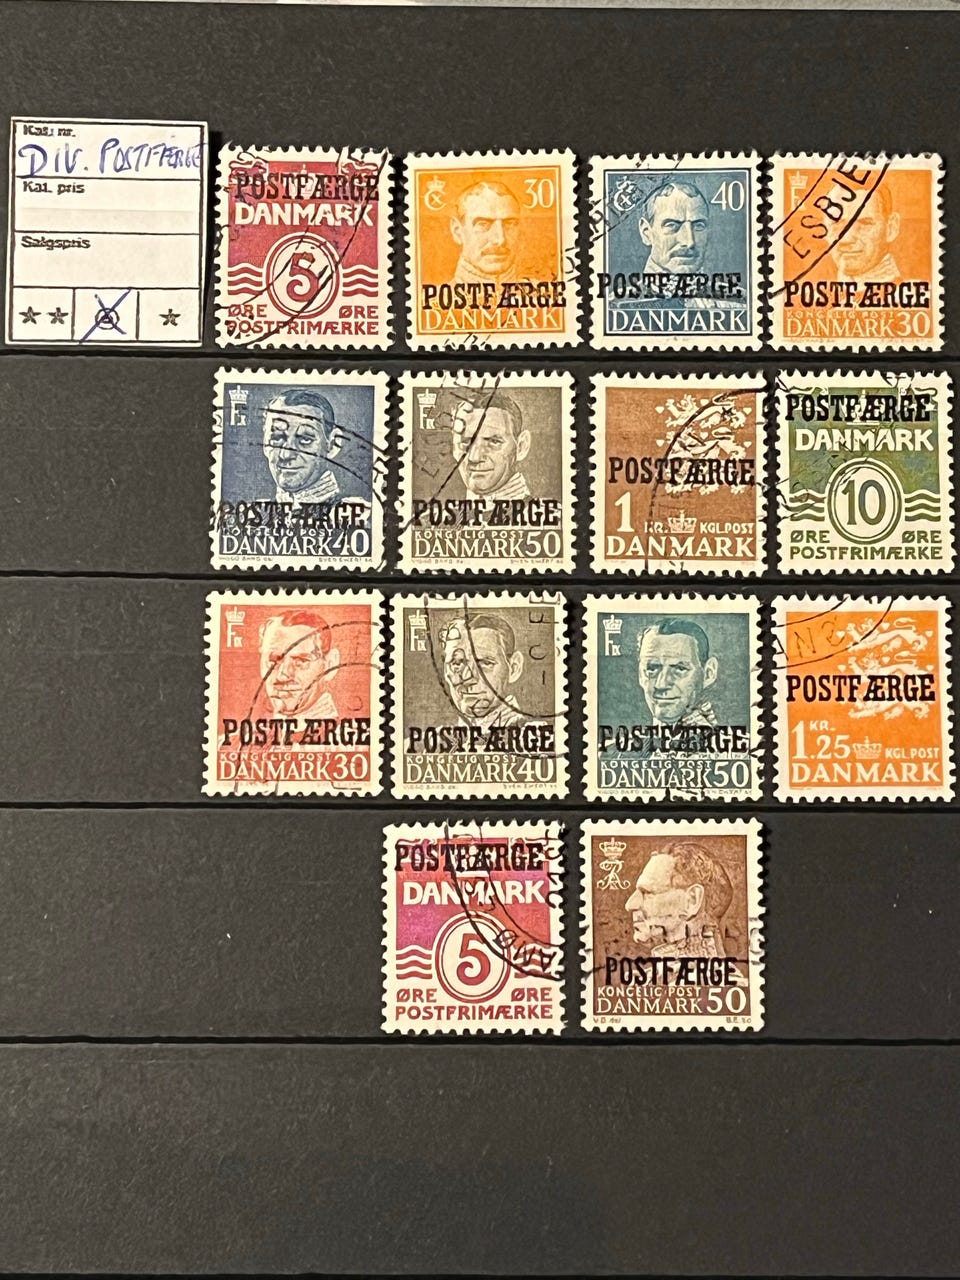 Kat. nr.
DIV. POSTFÆRGE
Kat. pris
Salgspris
POSTFÆRGE
DANMARK
5
ØRE ØRE
POSTFRIMÆRKE
30
POSTFÆRGE
DANMARK
40
POSTFÆRGE
DANMARK
ESBJE
POSTFÆRGE
KONGELIG POST
DANMARK 30
POSTFÆRGE
KONGELIG POST
DANMARK 40
POSTFÆRGE
KONGELIG POST
DANMARK 50
POSTFÆRGE
1 KR. KGL.POST
DANMARK
POSTFÆRGE
DANMARK
10
ØRE ØRE
POSTFRIMÆRKE
POSTFÆRGE
KONGELIG POST
DANMARK 30
POSTFÆRGE
KONGELIG POST
DANMARK 40
POSTFÆRGE
KONGELIG POST
DANMARK 50
POSTFÆRGE
1.25 KR. KGL.POST
DANMARK
POSTFÆRGE
DANMARK
5
ØRE ØRE
POSTFRIMÆRKE
POSTFÆRGE
KONGELIG POST
DANMARK 50